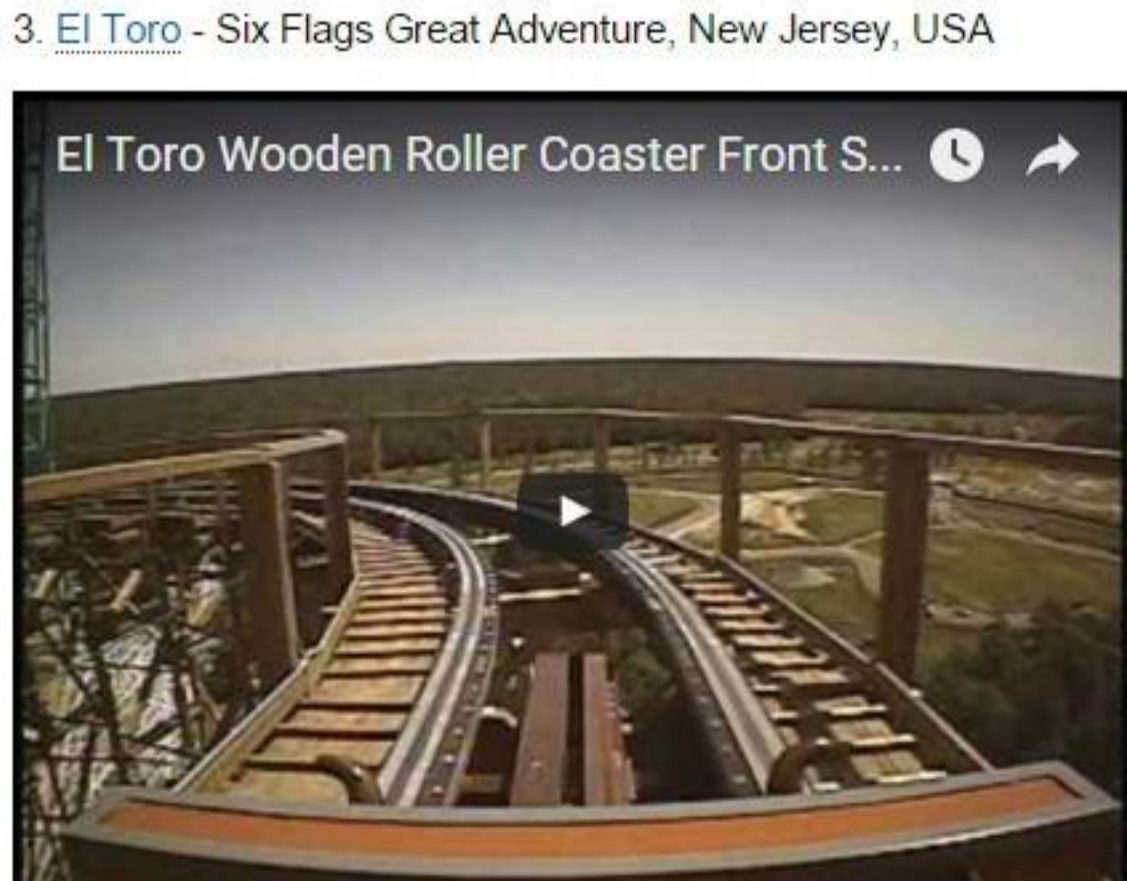 3. El Toro - Six Flags Great Adventure, New Jersey, USA
El Toro Wooden Roller Coaster Front S...